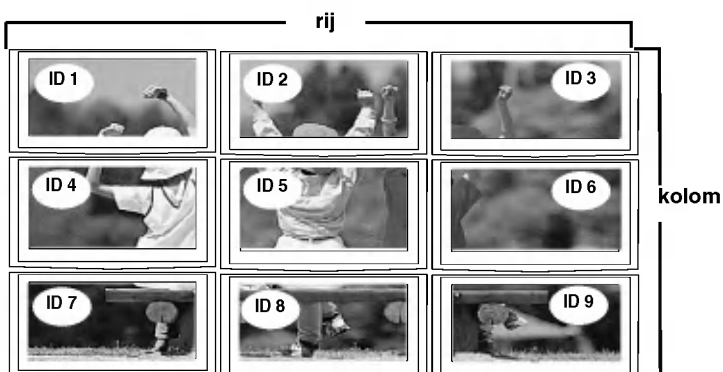 rij
ID 1
ID 2
ID 3
ID 4
ID 5
ID 6
kolom
ID 7
ID 8
ID 9